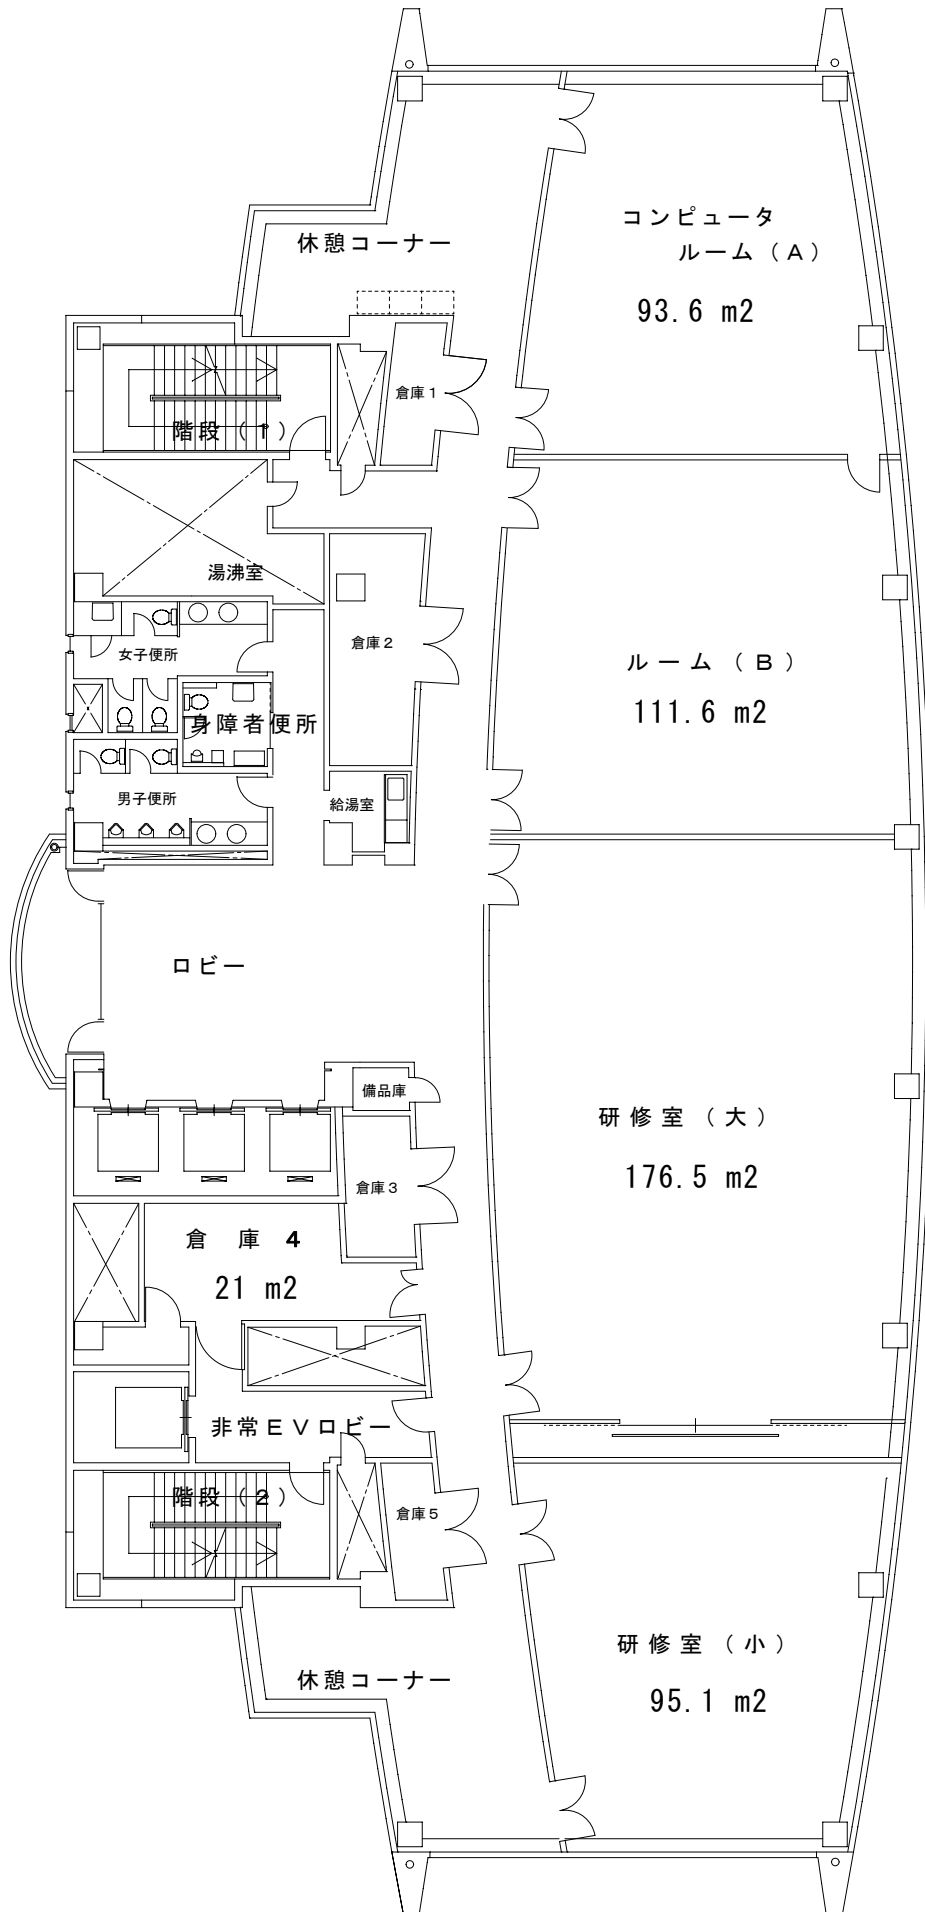 コンピュータ
ルーム（Ａ）
93.6 m2
休憩コーナー
倉庫１
階段（１）
湯沸室
倉庫２
女子便所
ルーム（Ｂ）
111.6 m2
身障者便所
男子便所
給湯室
ロビー
備品庫
研修室（大）
176.5 m2
倉庫３
倉　庫　４
21 m2
非常ＥＶロビー
階段（２）
倉庫５
研修室（小）
95.1 m2
休憩コーナー